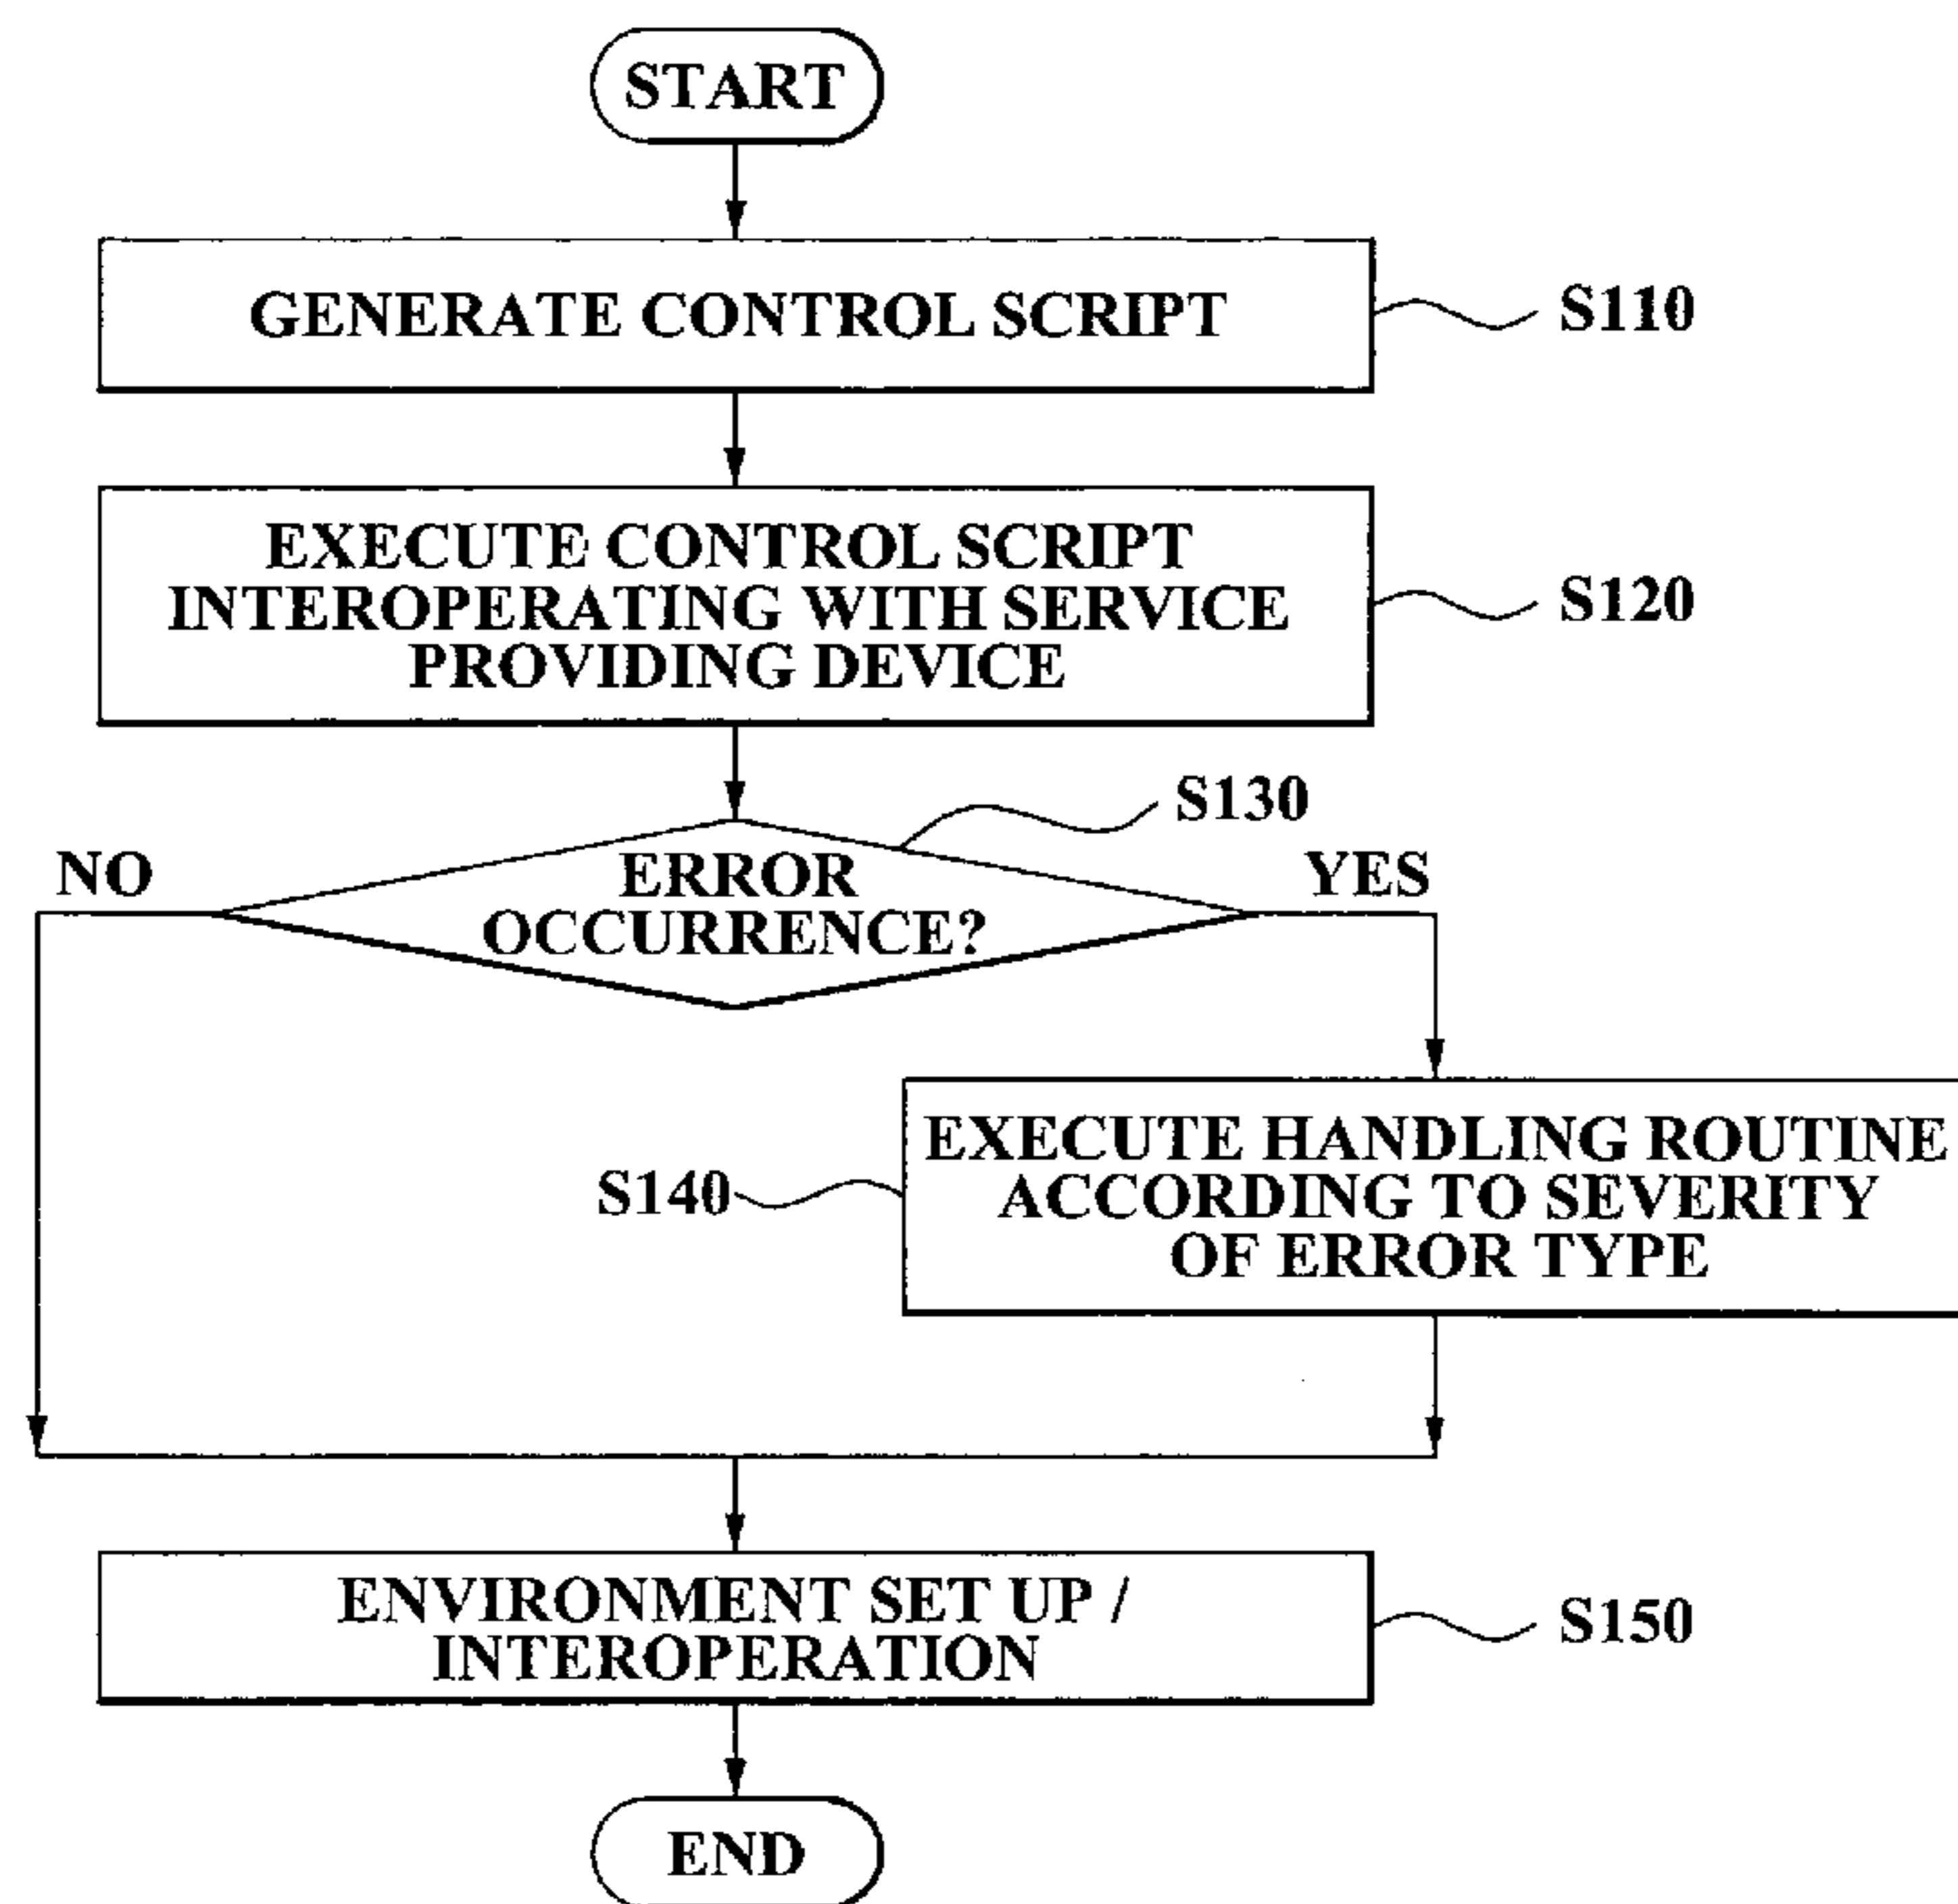 START
GENERATE CONTROL SCRIPT
S110
EXECUTE CONTROL SCRIPT
INTEROPERATING WITH SERVICE
PROVIDING DEVICE
S120
S130
NO
ERROR
OCCURRENCE?
YES
S140
EXECUTE HANDLING ROUTINE
ACCORDING TO SEVERITY
OF ERROR TYPE
ENVIRONMENT SET UP /
INTEROPERATION
S150
END